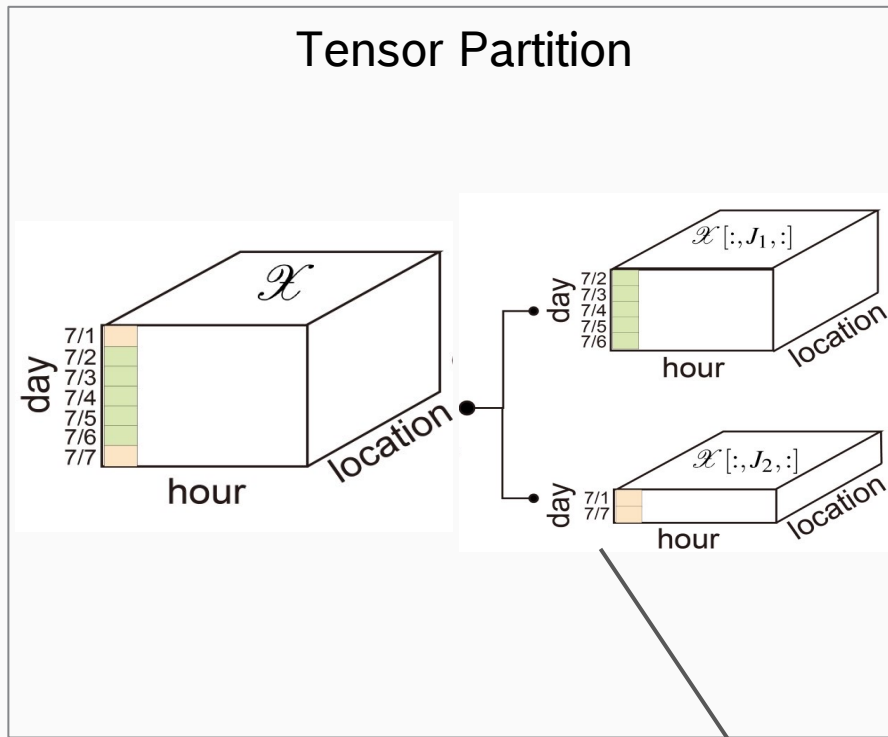 Tensor Partition
𝒳
day
7/1
7/2
7/3
7/4
7/5
7/6
7/7
hour
location
𝒳 [:, J₁, :]
day
7/2
7/3
7/4
7/5
7/6
hour
location
𝒳 [:, J₂, :]
day
7/1
7/7
hour
location